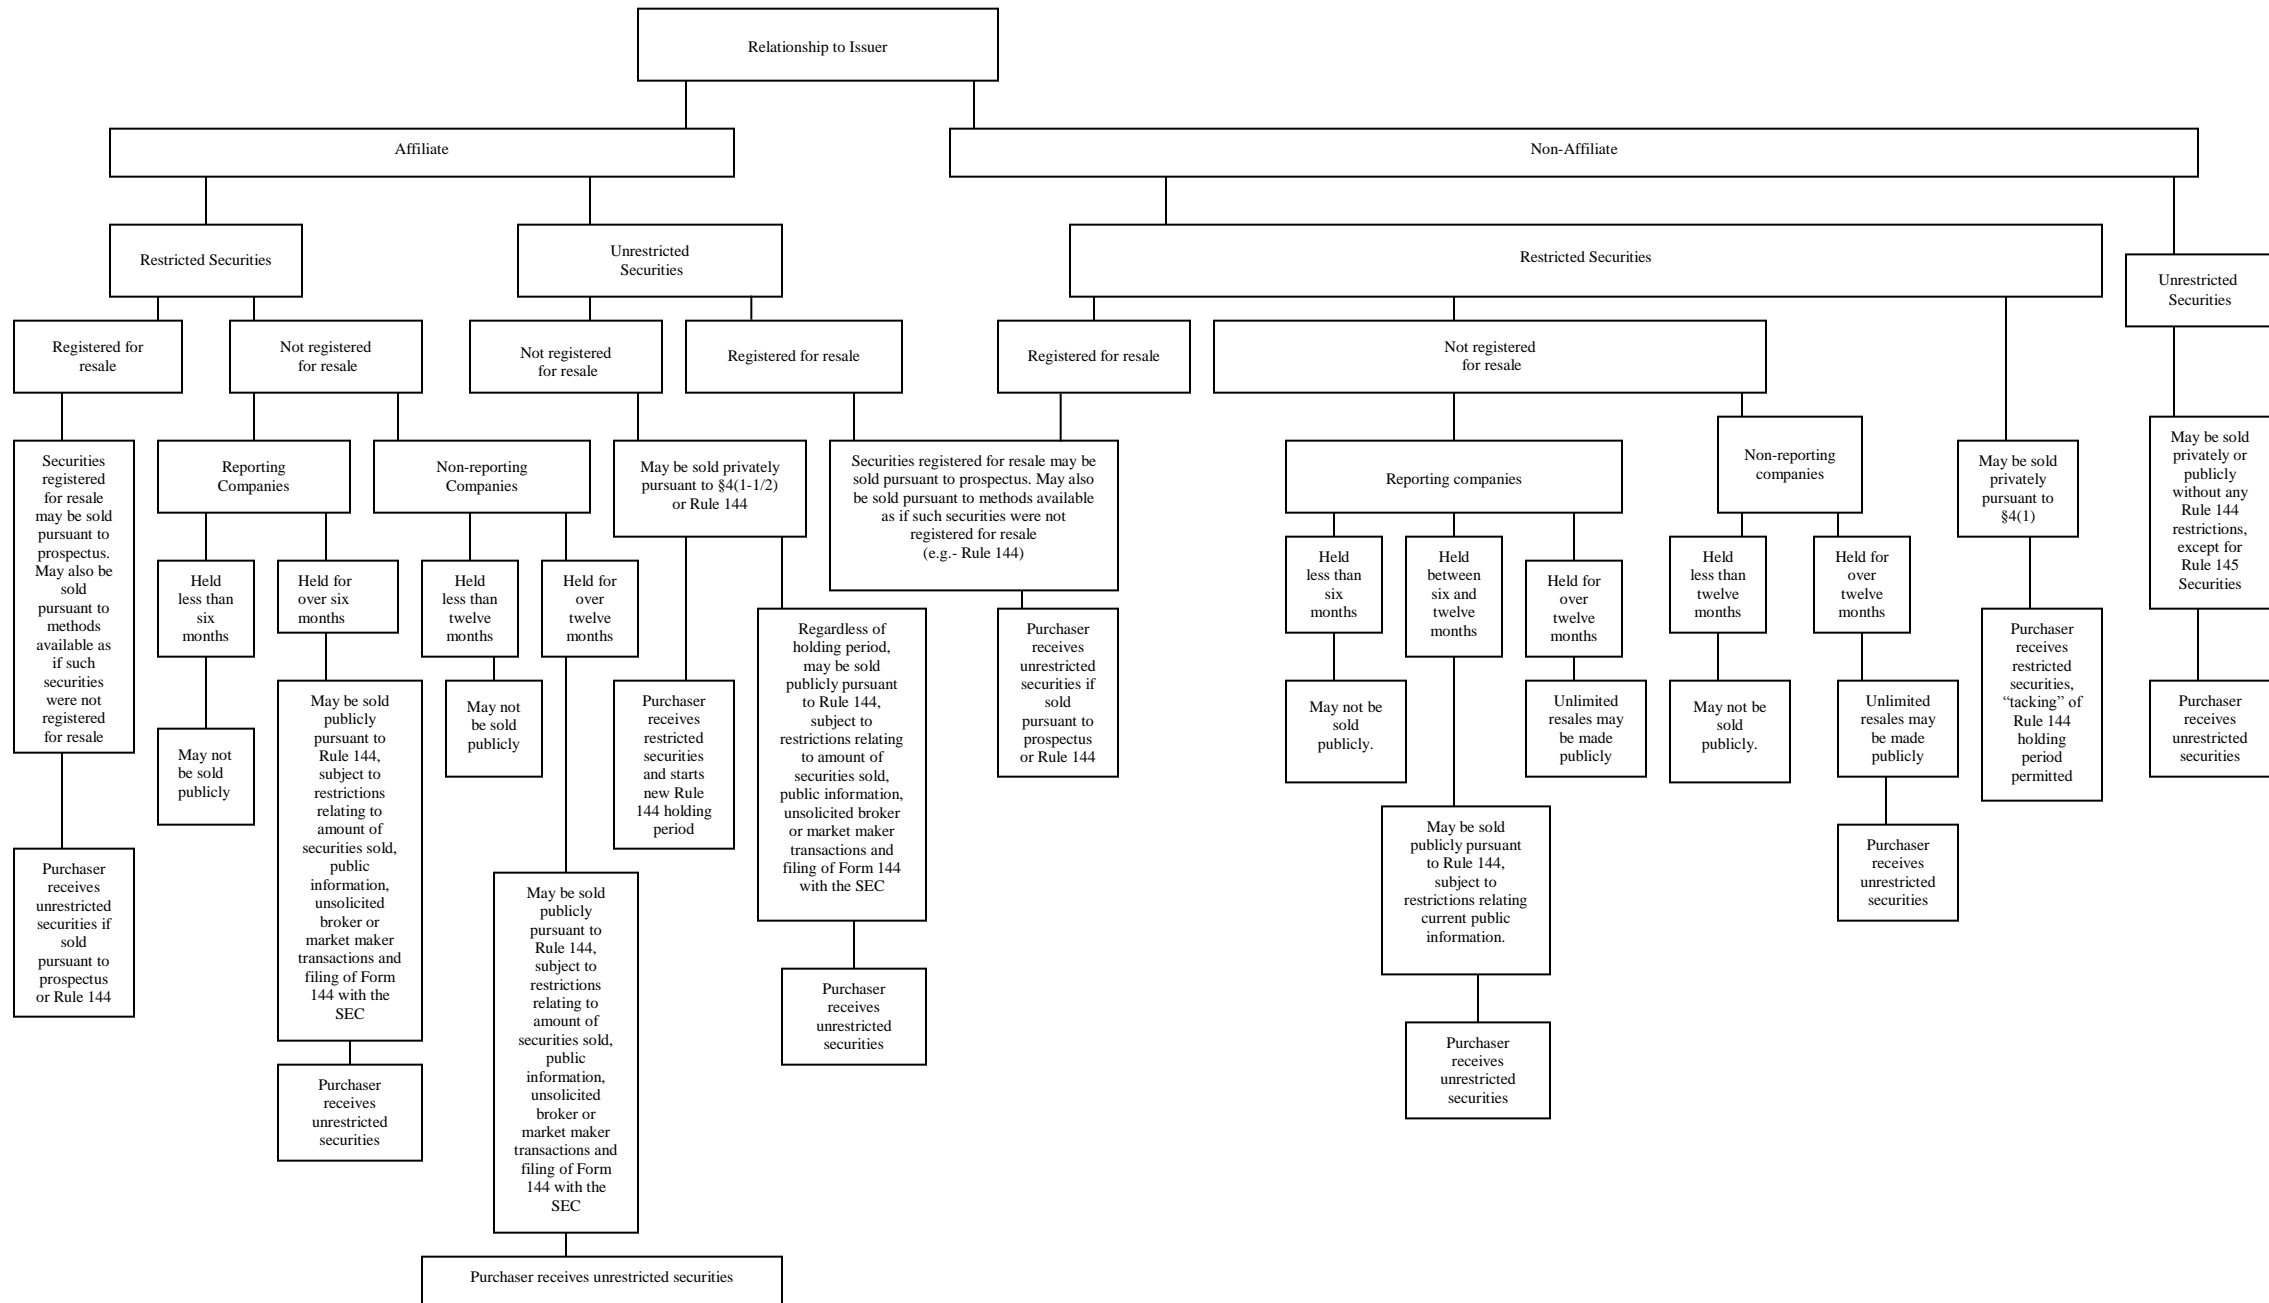 Relationship to Issuer
Affiliate
Non-Affiliate
Restricted Securities
Unrestricted
Securities
Restricted Securities
Unrestricted
Securities
Registered for
resale
Not registered
for resale
Not registered
for resale
Registered for resale
Registered for resale
Not registered
for resale
Securities
registered
for resale
may be sold
pursuant to
prospectus.
May also be
sold
pursuant to
methods
available as
if such
securities
were not
registered
for resale
Reporting
Companies
Non-reporting
Companies
May be sold privately
pursuant to §4(1-1/2)
or Rule 144
Securities registered for resale may be
sold pursuant to prospectus. May also
be sold pursuant to methods available
as if such securities were not
registered for resale
(e.g.- Rule 144)
Reporting companies
Non-reporting
companies
May be sold
privately
pursuant to
§4(1)
May be sold
privately or
publicly
without any
Rule 144
restrictions,
except for
Rule 145
Securities
Held
less than
six
months
Held for
over six
months
Held
less than
twelve
months
Held for
over
twelve
months
Held
less than
six
months
Held
between
six and
twelve
months
Held for
over
twelve
months
Held
less than
twelve
months
Held for
over
twelve
months
May not
be sold
publicly
May be sold
publicly
pursuant to
Rule 144,
subject to
restrictions
relating to
amount of
securities sold,
public
information,
unsolicited
broker or
market maker
transactions and
filing of Form
144 with the
SEC
May not
be sold
publicly
May be sold
publicly
pursuant to
Rule 144,
subject to
restrictions
relating to
amount of
securities sold,
public
information,
unsolicited
broker or
market maker
transactions and
filing of Form
144 with the
SEC
Purchaser
receives
restricted
securities
and starts
new Rule
144 holding
period
Regardless of
holding period,
may be sold
publicly pursuant
to Rule 144,
subject to
restrictions relating
to amount of
securities sold,
public information,
unsolicited broker
or market maker
transactions and
filing of Form 144
with the SEC
Purchaser
receives
unrestricted
securities if
sold
pursuant to
prospectus
or Rule 144
May not be
sold
publicly.
May be sold
publicly pursuant
to Rule 144,
subject to
restrictions relating
current public
information.
Unlimited
resales may
be made
publicly
May not be
sold
publicly.
Unlimited
resales may
be made
publicly
Purchaser
receives
restricted
securities,
“tacking” of
Rule 144
holding
period
permitted
Purchaser
receives
unrestricted
securities
Purchaser
receives
unrestricted
securities if
sold
pursuant to
prospectus
or Rule 144
Purchaser
receives
unrestricted
securities
Purchaser
receives
unrestricted
securities
Purchaser
receives
unrestricted
securities
Purchaser
receives
unrestricted
securities
Purchaser receives unrestricted securities